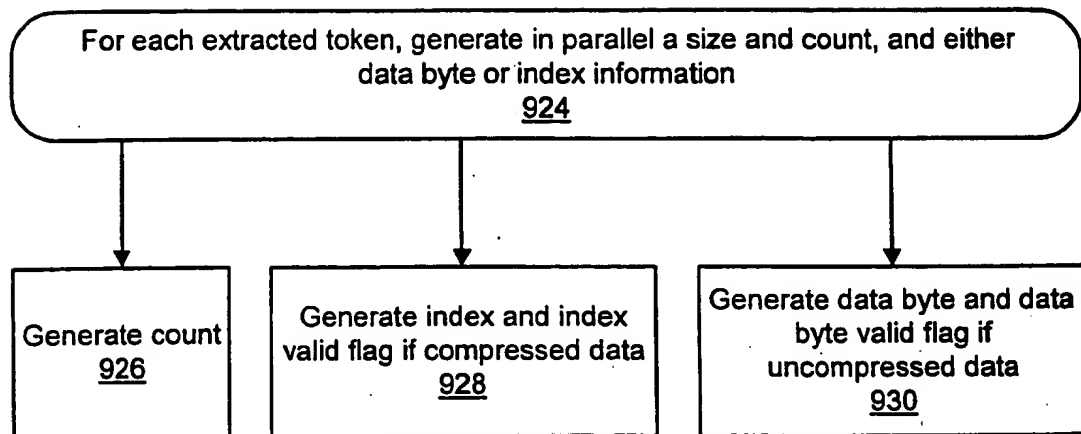 For each extracted token, generate in parallel a size and count, and either
data byte or index information
924
Generate count
926
Generate index and index
valid flag if compressed data
928
Generate data byte and data
byte valid flag if
uncompressed data
930